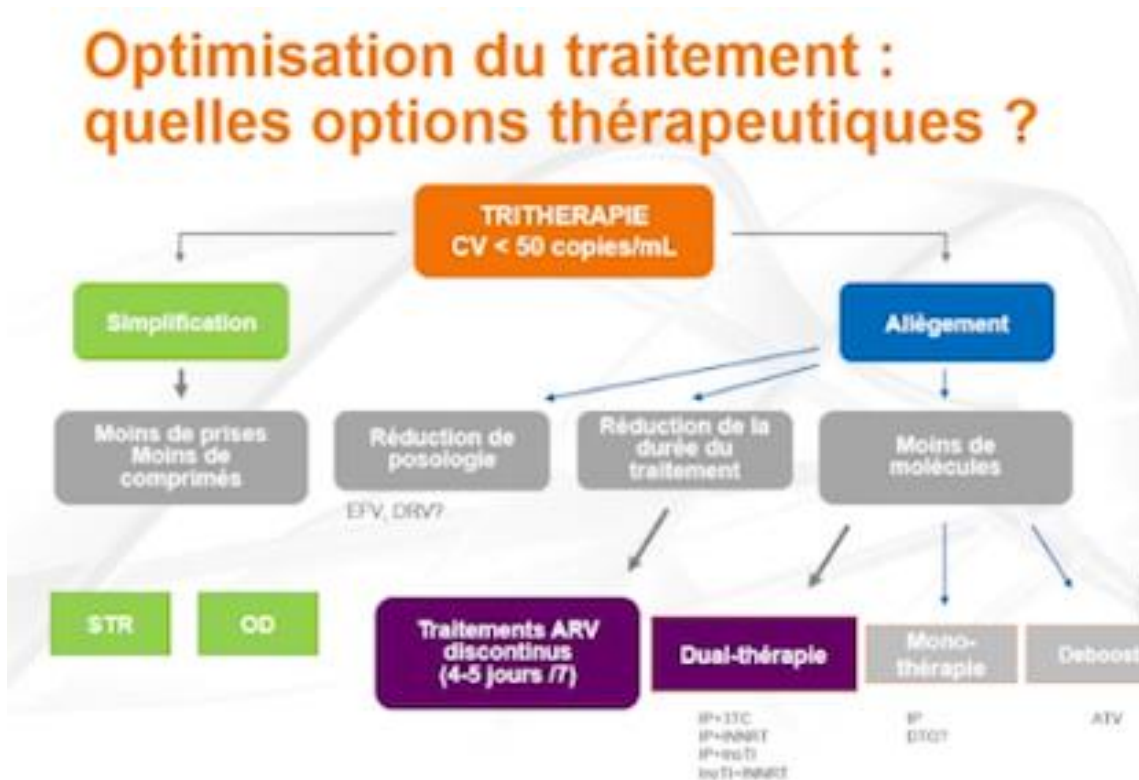 Optimisation du traitement :
quelles options thérapeutiques ?
TRITHERAPIE
CV < 50 copies/mL
Simplification
Allègement
Moins de prises
Moins de
comprimés
Réduction de
posologie
Réduction de la
durée du
traitement
Moins de
molécules
EFV, DRV?
STR
OD
Traitements ARV
discontinus
(4-5 jours /7)
Dual-thérapie
Mono-
thérapie
Deboost
IP+3TC
IP+INNRT
IP+InsTI
InsTI+INNRT
IP
DTG?
ATV